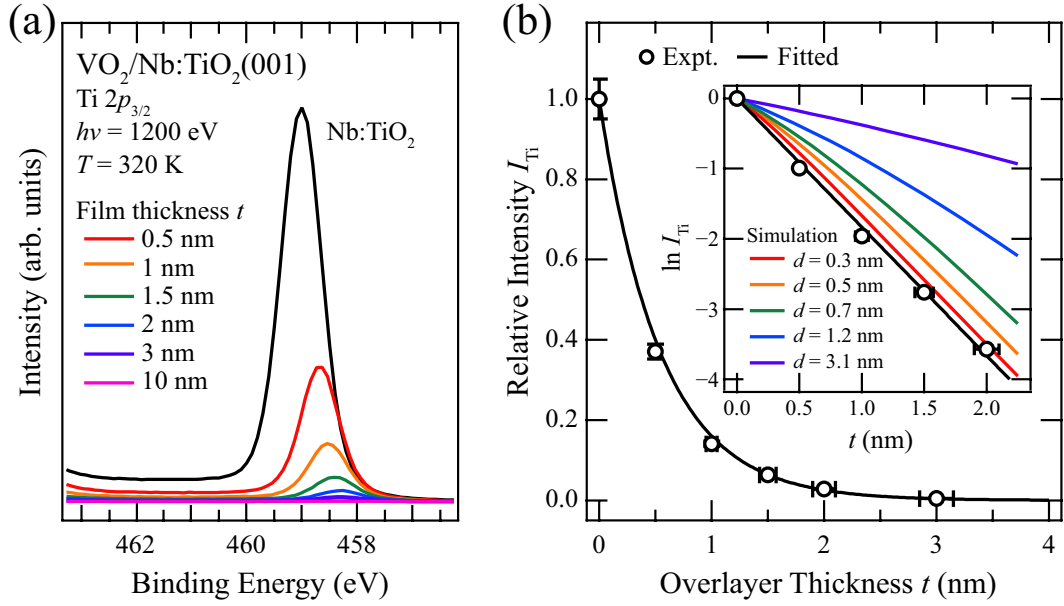 (a)
VO₂/Nb:TiO₂(001)
Ti 2p₃/₂
hν = 1200 eV
T = 320 K
Nb:TiO₂
Film thickness t
0.5 nm
1 nm
1.5 nm
2 nm
3 nm
10 nm
Intensity (arb. units)
462 460 458
Binding Energy (eV)
(b)
Expt. Fitted
Relative Intensity I_Ti
1.0
0.8
0.6
0.4
0.2
0.0
0 1 2 3 4
Overlayer Thickness t (nm)
ln I_Ti
0
−1
−2
−3
−4
Simulation
d = 0.3 nm
d = 0.5 nm
d = 0.7 nm
d = 1.2 nm
d = 3.1 nm
0.0 0.5 1.0 1.5 2.0
t (nm)